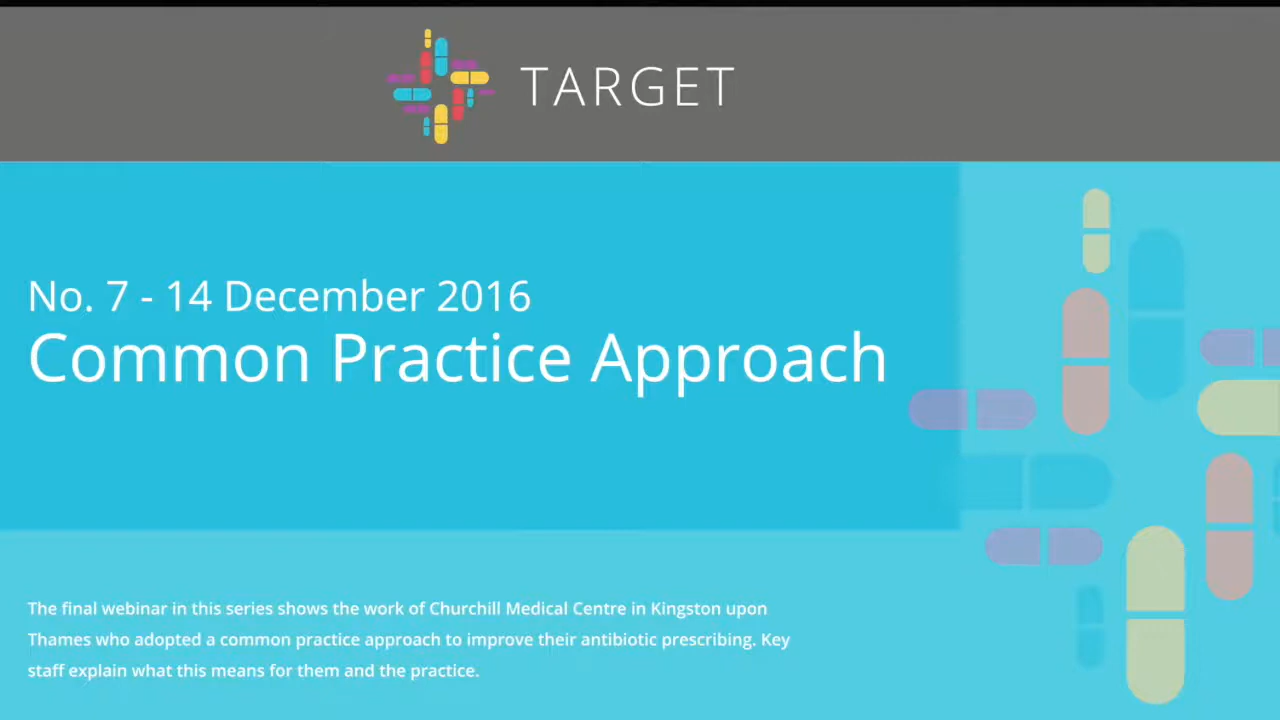 TARGET
No. 7 - 14 December 2016
Common Practice Approach
The final webinar in this series shows the work of Churchill Medical Centre in Kingston upon
Thames who adopted a common practice approach to improve their antibiotic prescribing. Key
staff explain what this means for them and the practice.